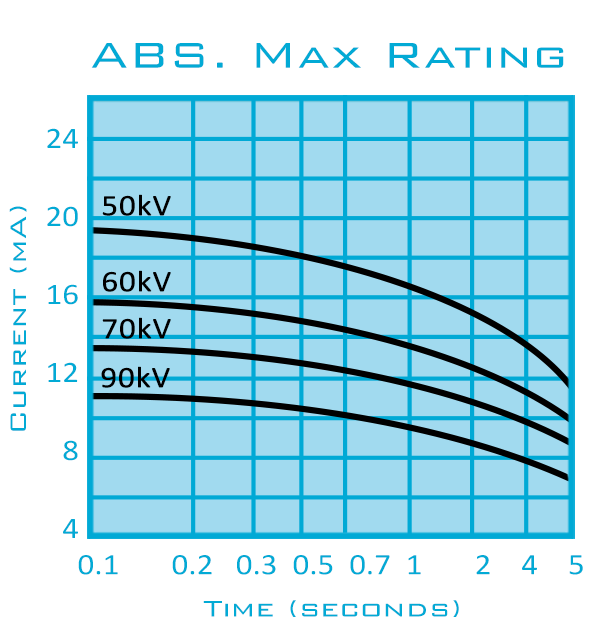 ABS. MAX RATING
24
20
16
12
8
4
CURRENT (MA)
50kV
60kV
70kV
90kV
0.1 0.2 0.3 0.5 0.7 1 2 4 5
TIME (SECONDS)